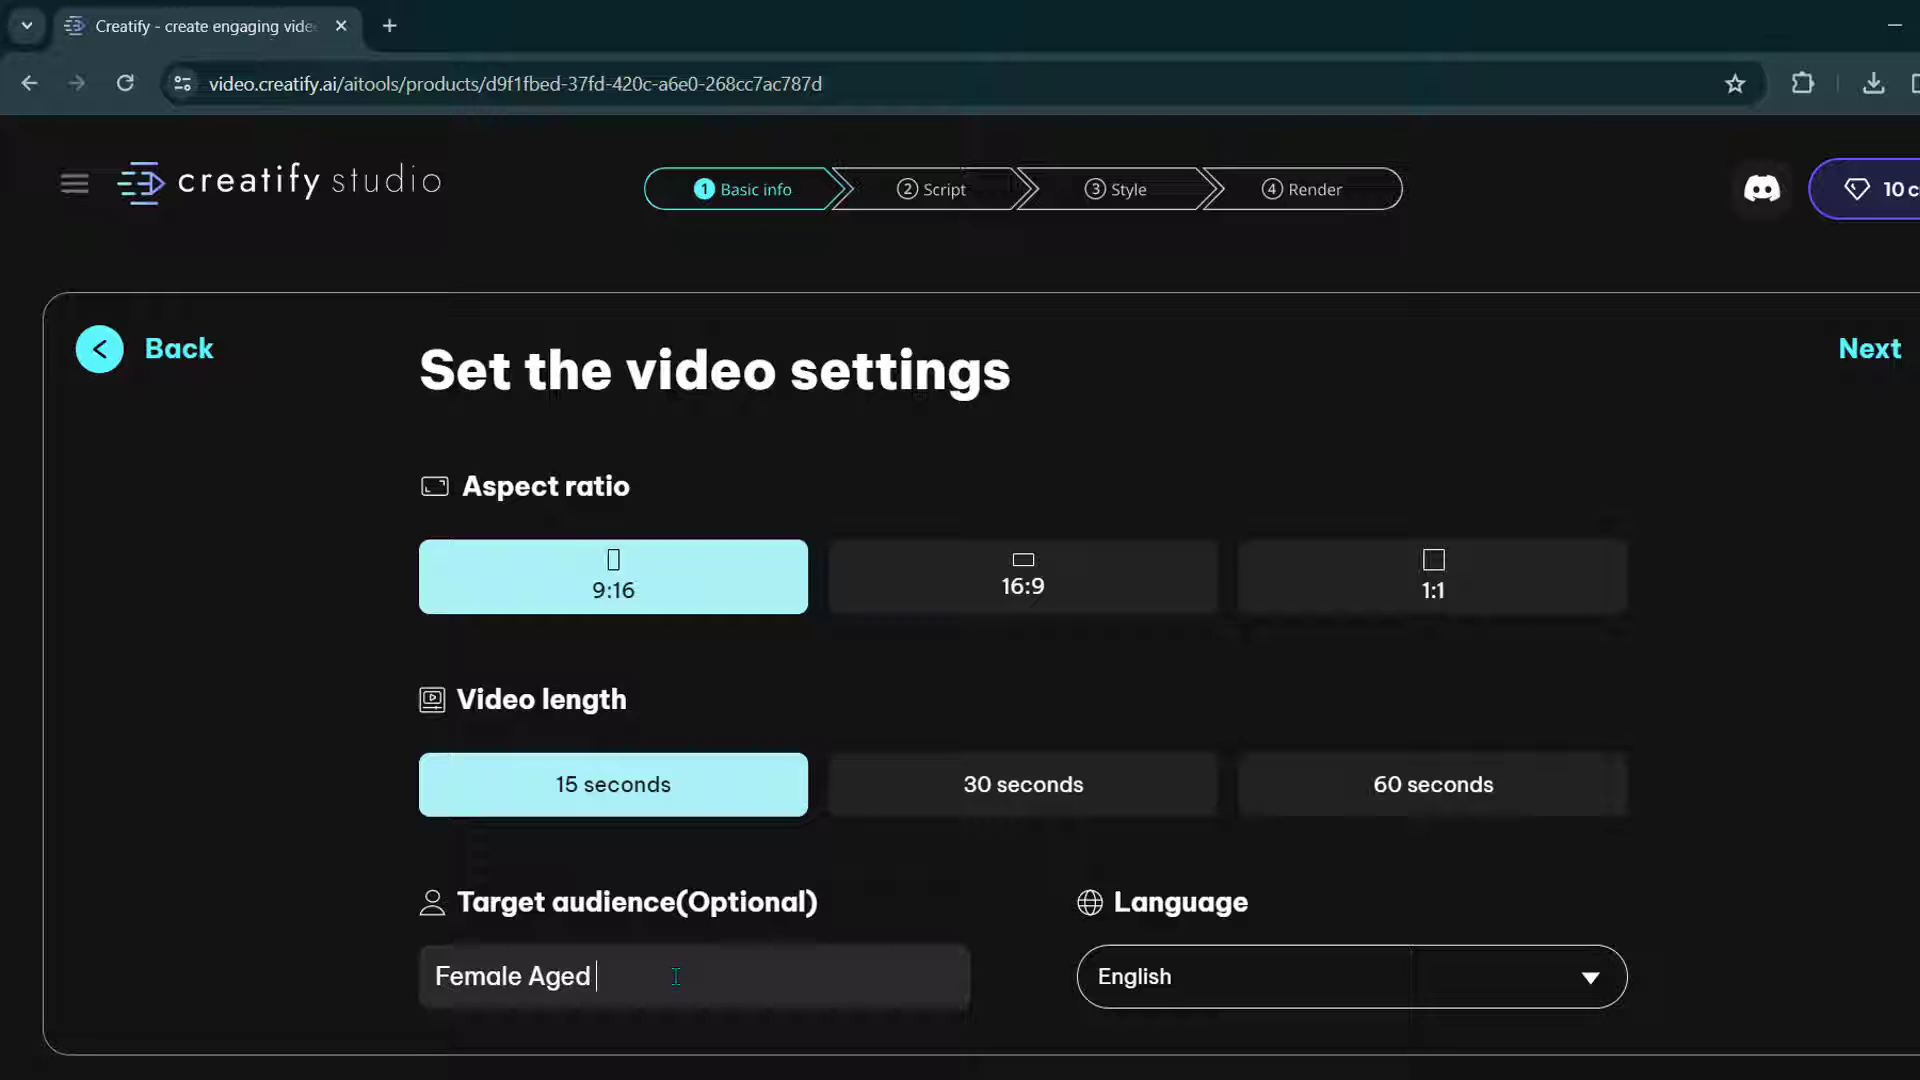 Creatify - create engaging vide
video.creatify.ai/aitools/products/d9f1fbed-37fd-420c-a6e0-268cc7ac787d
creatify studio
1 Basic info
2 Script
3 Style
4 Render
10 c
Back
Next
Set the video settings
Aspect ratio
9:16
16:9
1:1
Video length
15 seconds
30 seconds
60 seconds
Target audience(Optional)
Language
Female Aged
English